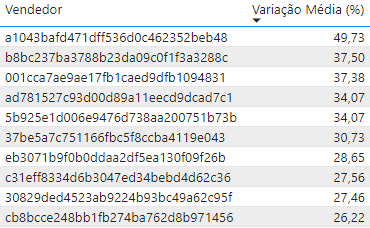 Vendedor Variação Média (%)
a1043bafd471dff536d0c462352beb48 49,73
b8bc237ba3788b23da09c0f1f3a3288c 37,50
001cca7ae9ae17fb1caed9dfb1094831 37,38
ad781527c93d00d89a11eecd9dcad7c1 34,07
5b925e1d006e9476d738aa200751b73b 34,07
37be5a7c751166fbc5f8ccba4119e043 30,73
eb3071b9f0b0ddaa2df5ea130f09f26b 28,65
c31eff8334d6b3047ed34bebd4d62c36 27,56
30829ded4523ab9224b93bc49a62c95f 27,46
cb8bcce248bb1fb274ba762d8b971456 26,22